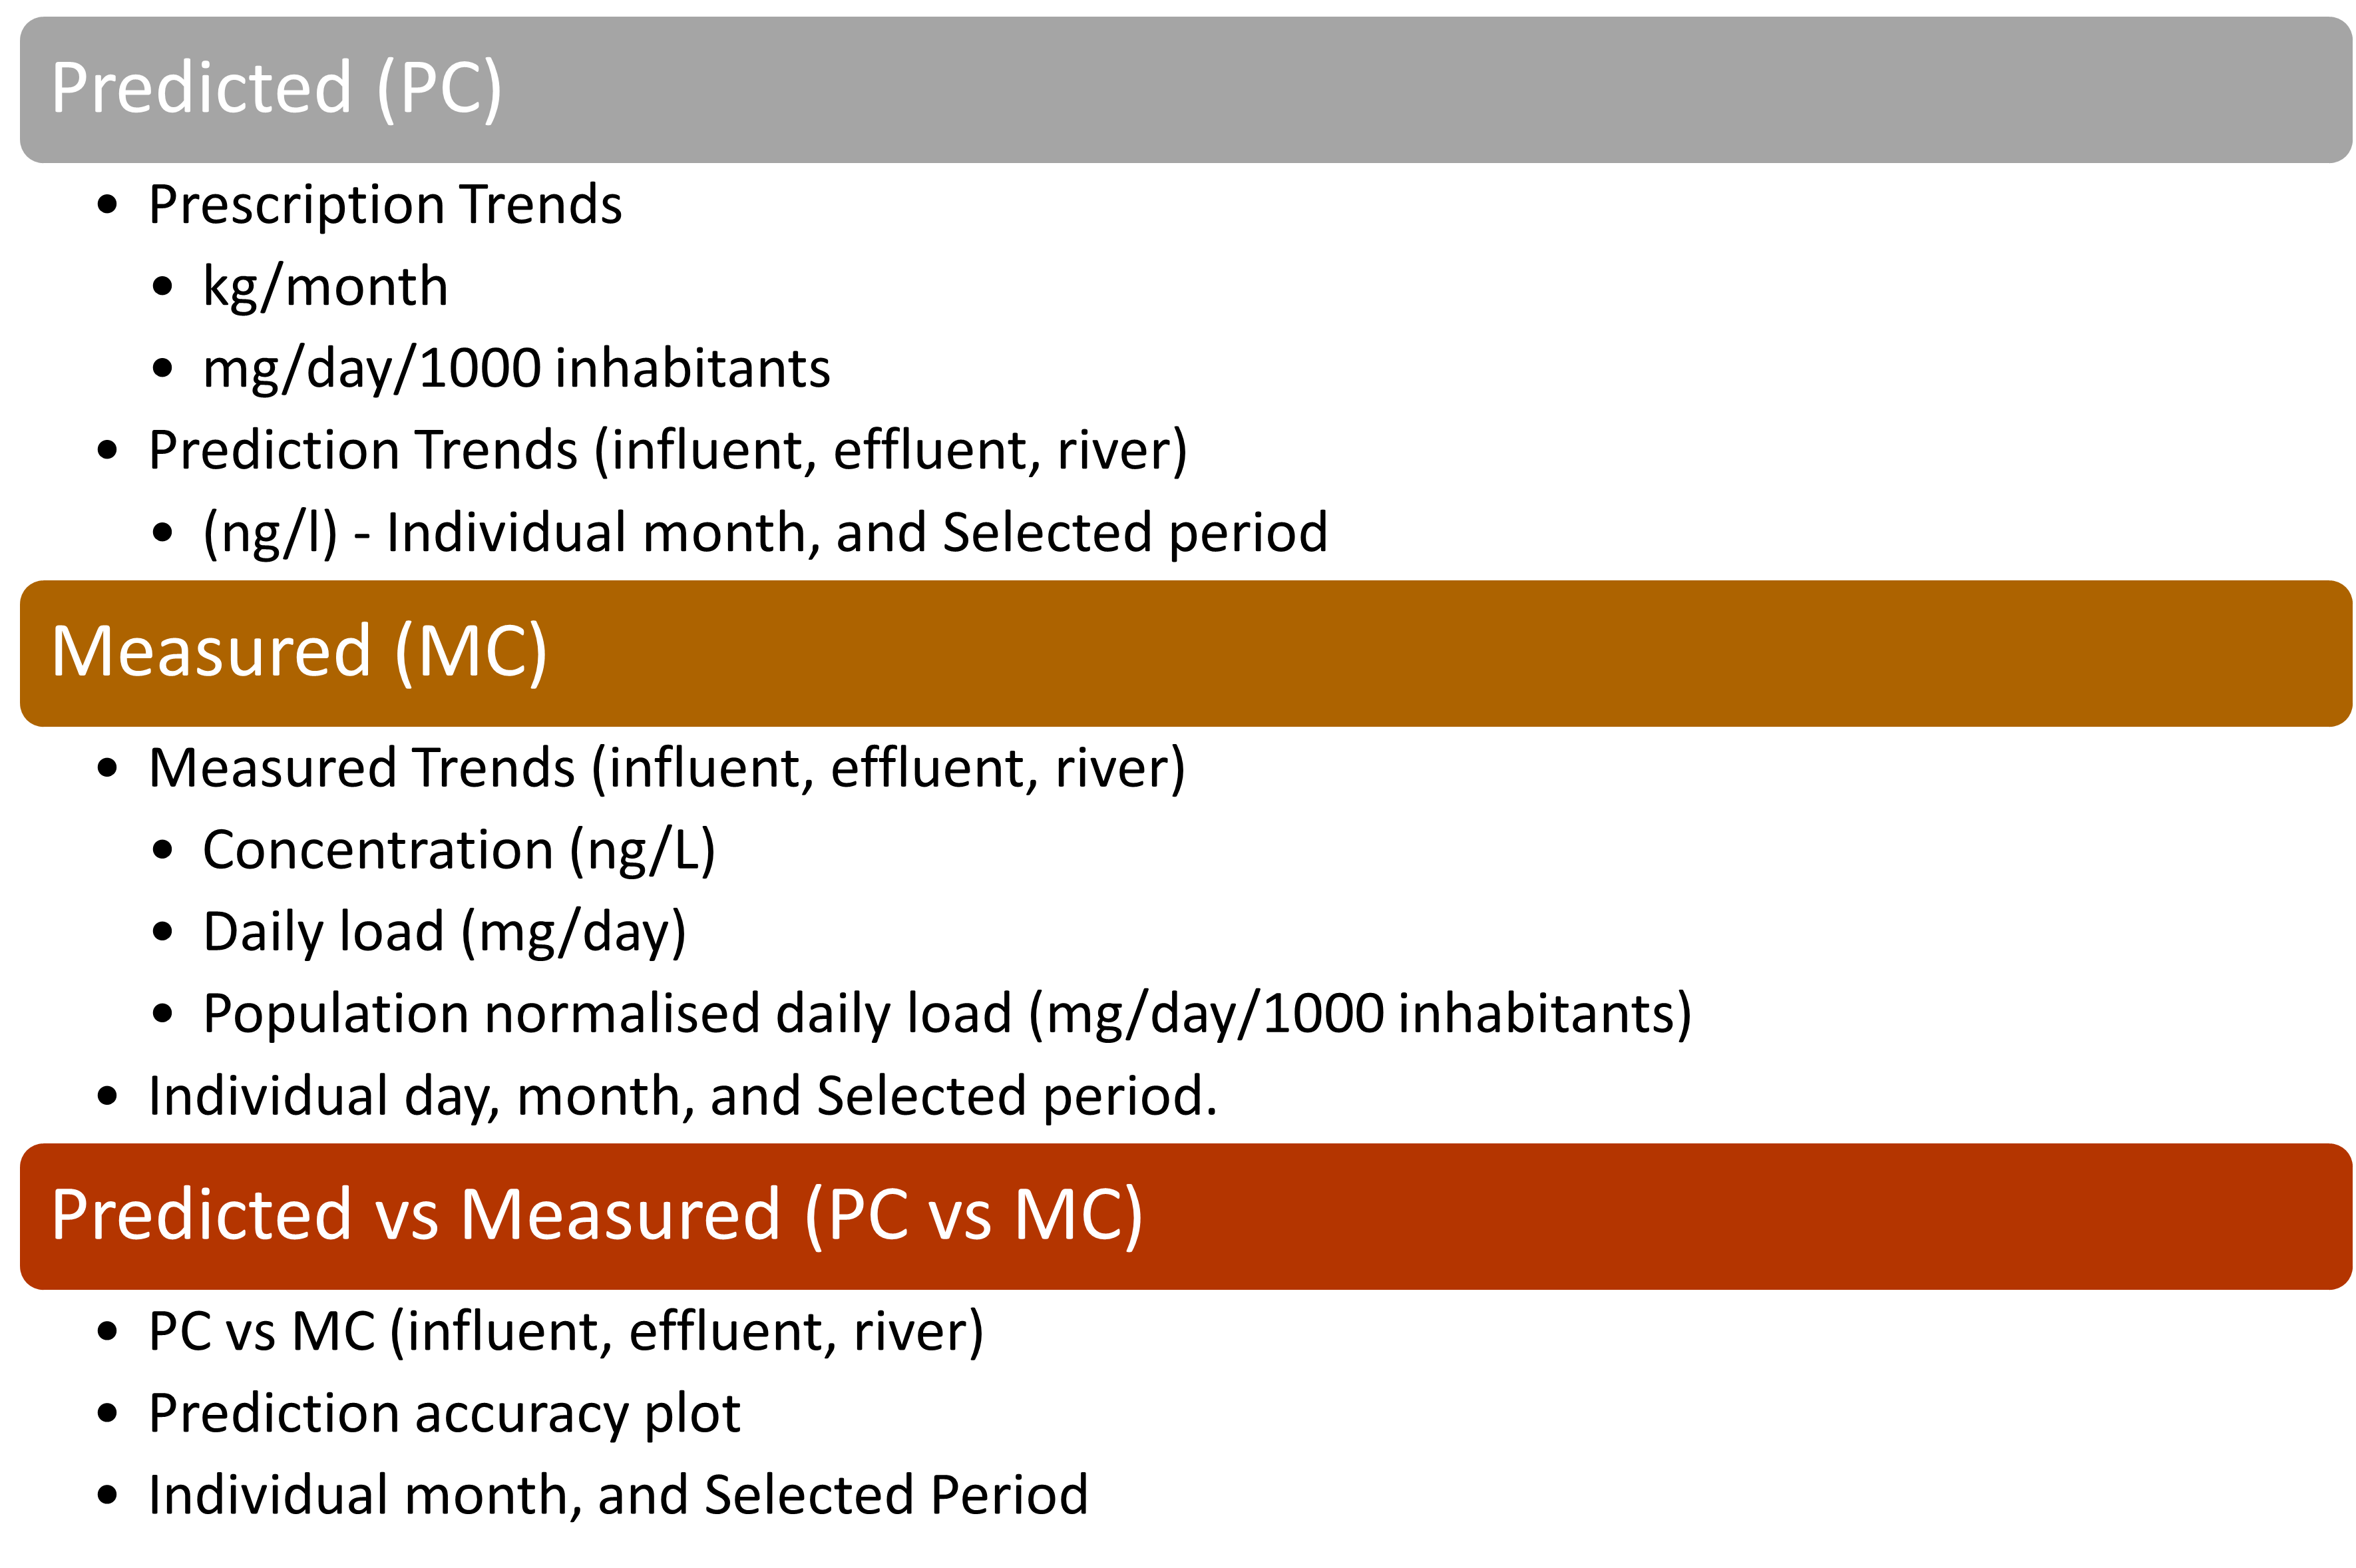 Predicted (PC)
• Prescription Trends
• kg/month
• mg/day/1000 inhabitants
• Prediction Trends (influent, effluent, river)
• (ng/l) - Individual month, and Selected period
Measured (MC)
• Measured Trends (influent, effluent, river)
• Concentration (ng/L)
• Daily load (mg/day)
• Population normalised daily load (mg/day/1000 inhabitants)
• Individual day, month, and Selected period.
Predicted vs Measured (PC vs MC)
• PC vs MC (influent, effluent, river)
• Prediction accuracy plot
• Individual month, and Selected Period